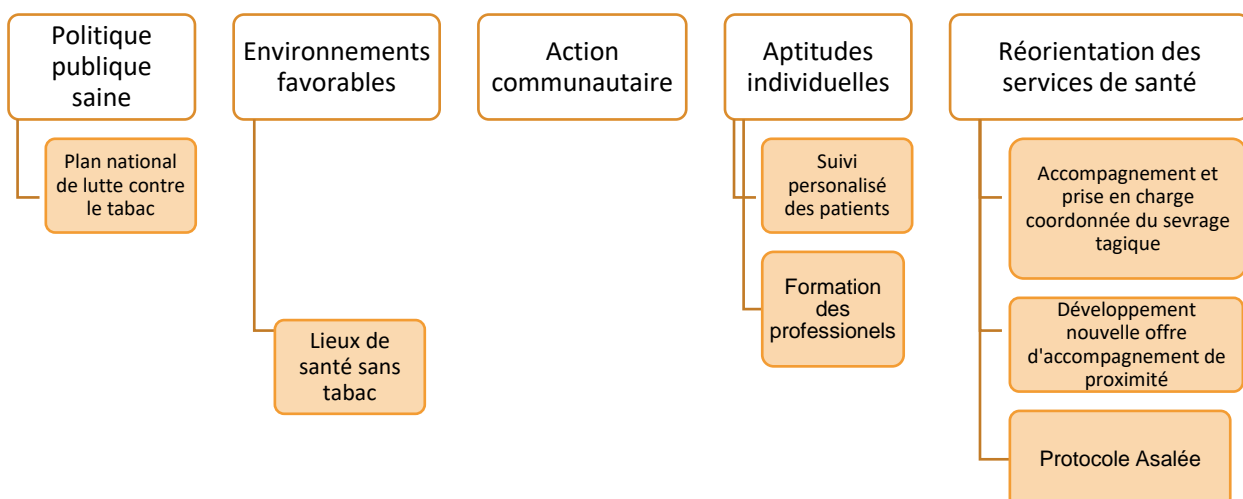 Politique
publique
saine
Plan national
de lutte contre
le tabac
Environnements
favorables
Lieux de
santé sans
tabac
Action
communautaire
Aptitudes
individuelles
Suivi
personalisé
des patients
Formation
des
professionels
Réorientation des
services de santé
Accompagnement et
prise en charge
coordonnée du sevrage
tagique
Développement
nouvelle offre
d'accompagnement de
proximité
Protocole Asalée